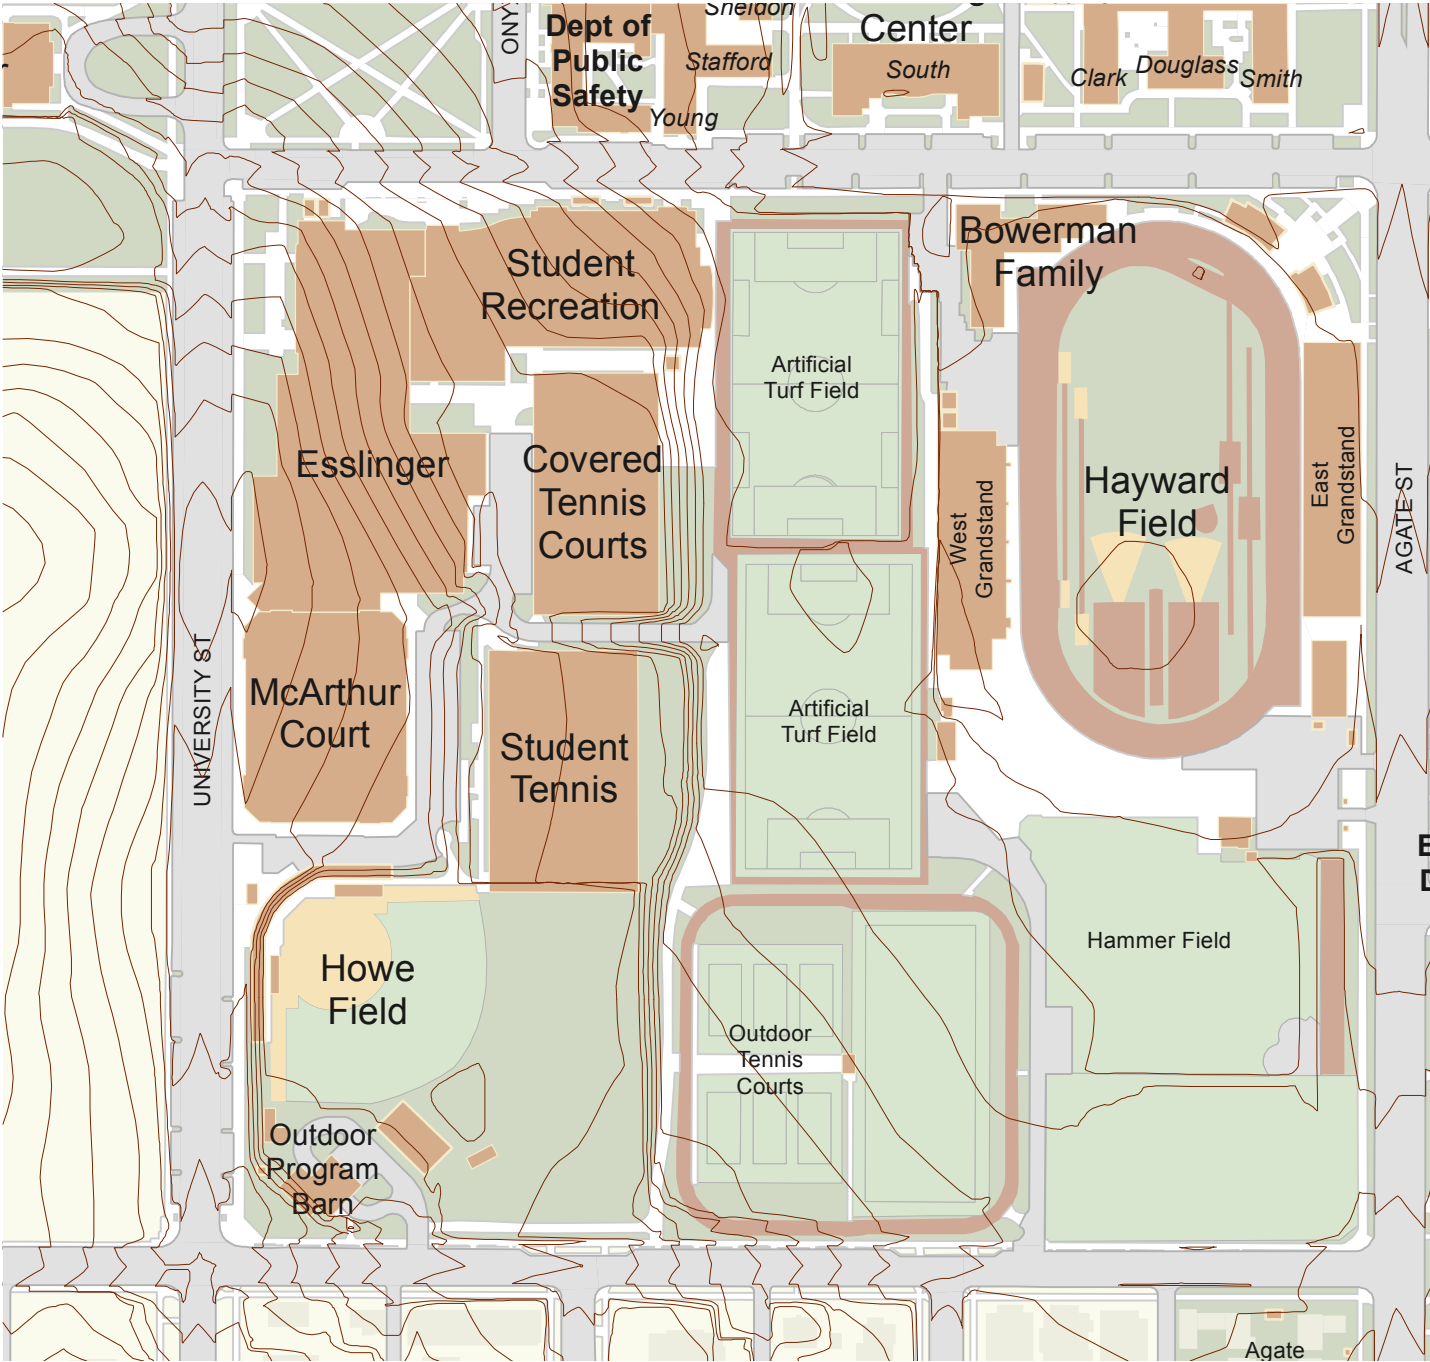 Sheldon
Dept of
Public
Safety
Stafford
Young
Center
South
Clark
Douglass
Smith
Bowerman
Family
Student
Recreation
Artificial
Turf Field
Esslinger
Covered
Tennis
Courts
West
Grandstand
Hayward
Field
East
Grandstand
AGATE ST
UNIVERSITY ST
McArthur
Court
Student
Tennis
Artificial
Turf Field
Howe
Field
Hammer Field
Outdoor
Tennis
Courts
Outdoor
Program
Barn
Agate